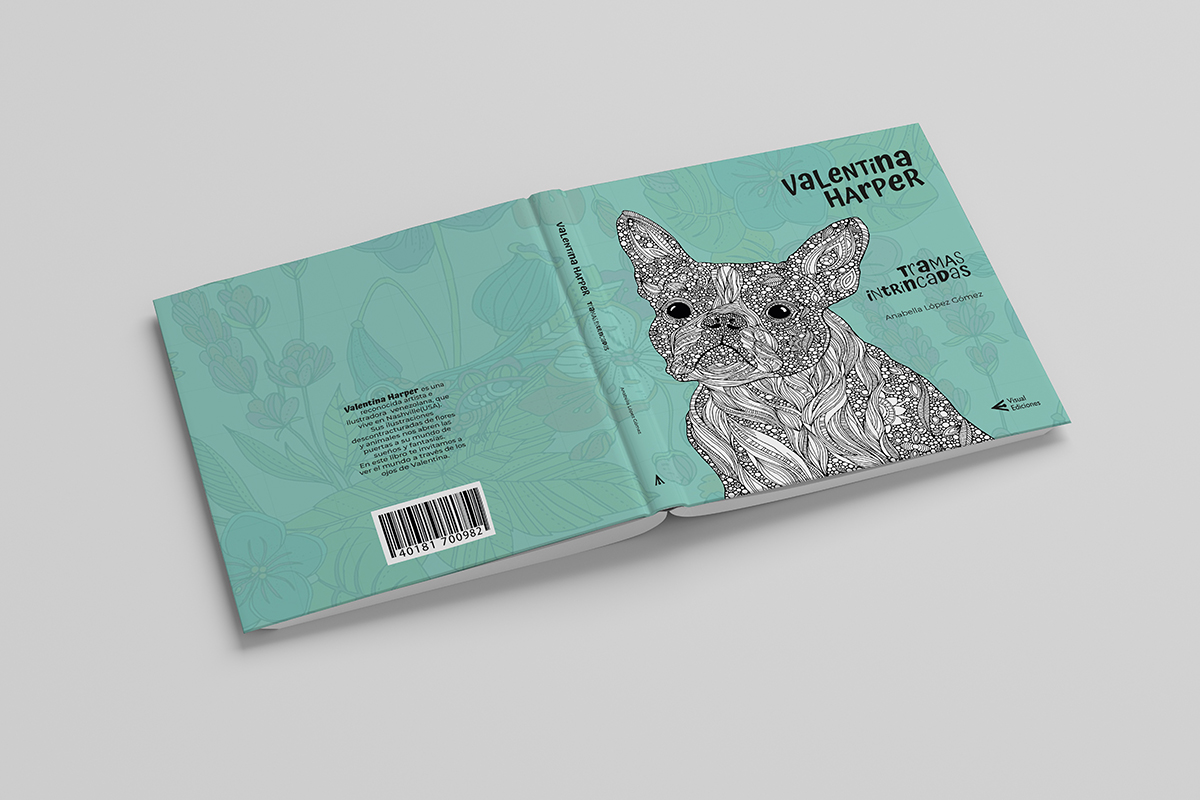 Valentina
Harper
Tramas
intrincadas
Anabella López Gómez
Visual
Ediciones
Valentina Harper
Tramas intrincadas
Anabella López Gómez
Valentina Harper es una
reconocida artista e
ilustradora venezolana, que
vive en Nashville(USA).
Sus ilustraciones
descontracturadas de flores
y animales nos abren las
puertas a su mundo de
sueños y fantasías.
En este libro te invitamos a
ver el mundo a través de los
ojos de Valentina.
40181 700982